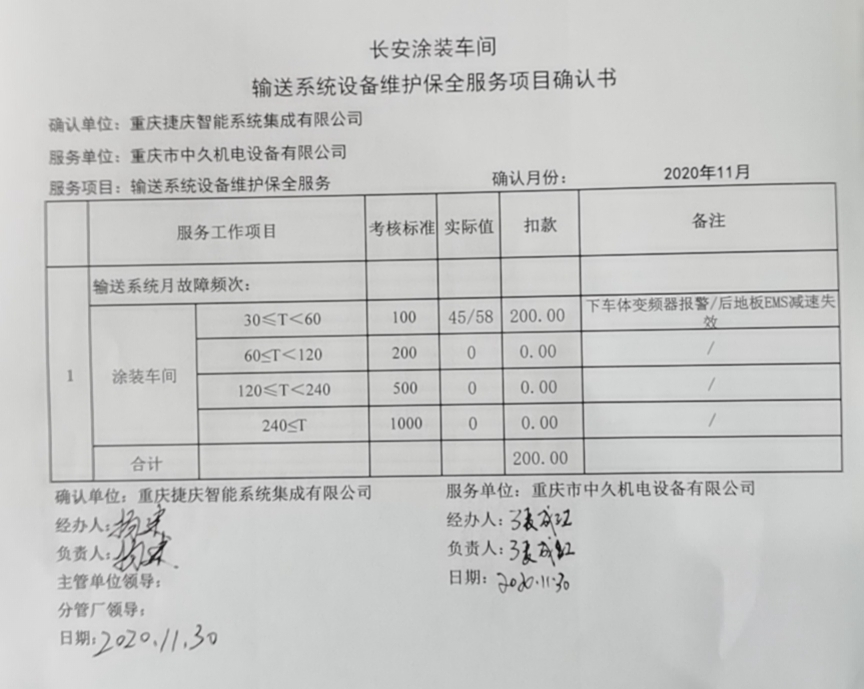 长安涂装车间
输送系统设备维护保全服务项目确认书
确认单位：重庆捷庆智能系统集成有限公司
服务单位：重庆市中久机电设备有限公司
服务项目：输送系统设备维护保全服务 确认月份： 2020年11月
服务工作项目 考核标准 实际值 扣款 备注
1
输送系统月故障频次：
涂装车间
30≤T＜60 100 45/58 200.00 下车体变频器报警/后地板EMS减速失效
60≤T＜120 200 0 0.00 /
120≤T＜240 500 0 0.00 /
240≤T 1000 0 0.00 /
合计 200.00
确认单位：重庆捷庆智能系统集成有限公司 服务单位：重庆市中久机电设备有限公司
经办人： 经办人：
负责人： 负责人：
主管单位领导： 日期：2020.11.30
分管厂领导：
日期：2020.11.30